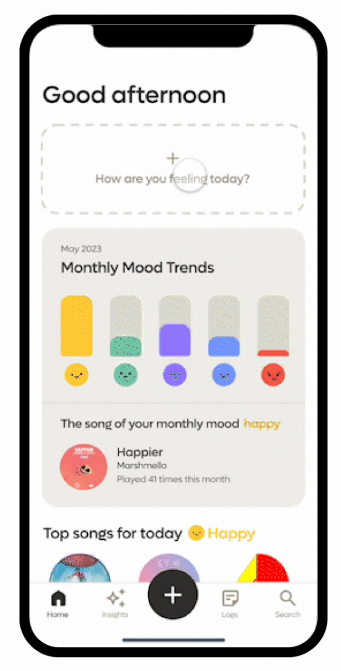 Good afternoon
How are you feeling today?
May 2023
Monthly Mood Trends
The song of your monthly mood happy
Happier
Marshmello
Played 41 times this month
Top songs for today Happy
Home
Insights
Logs
Search